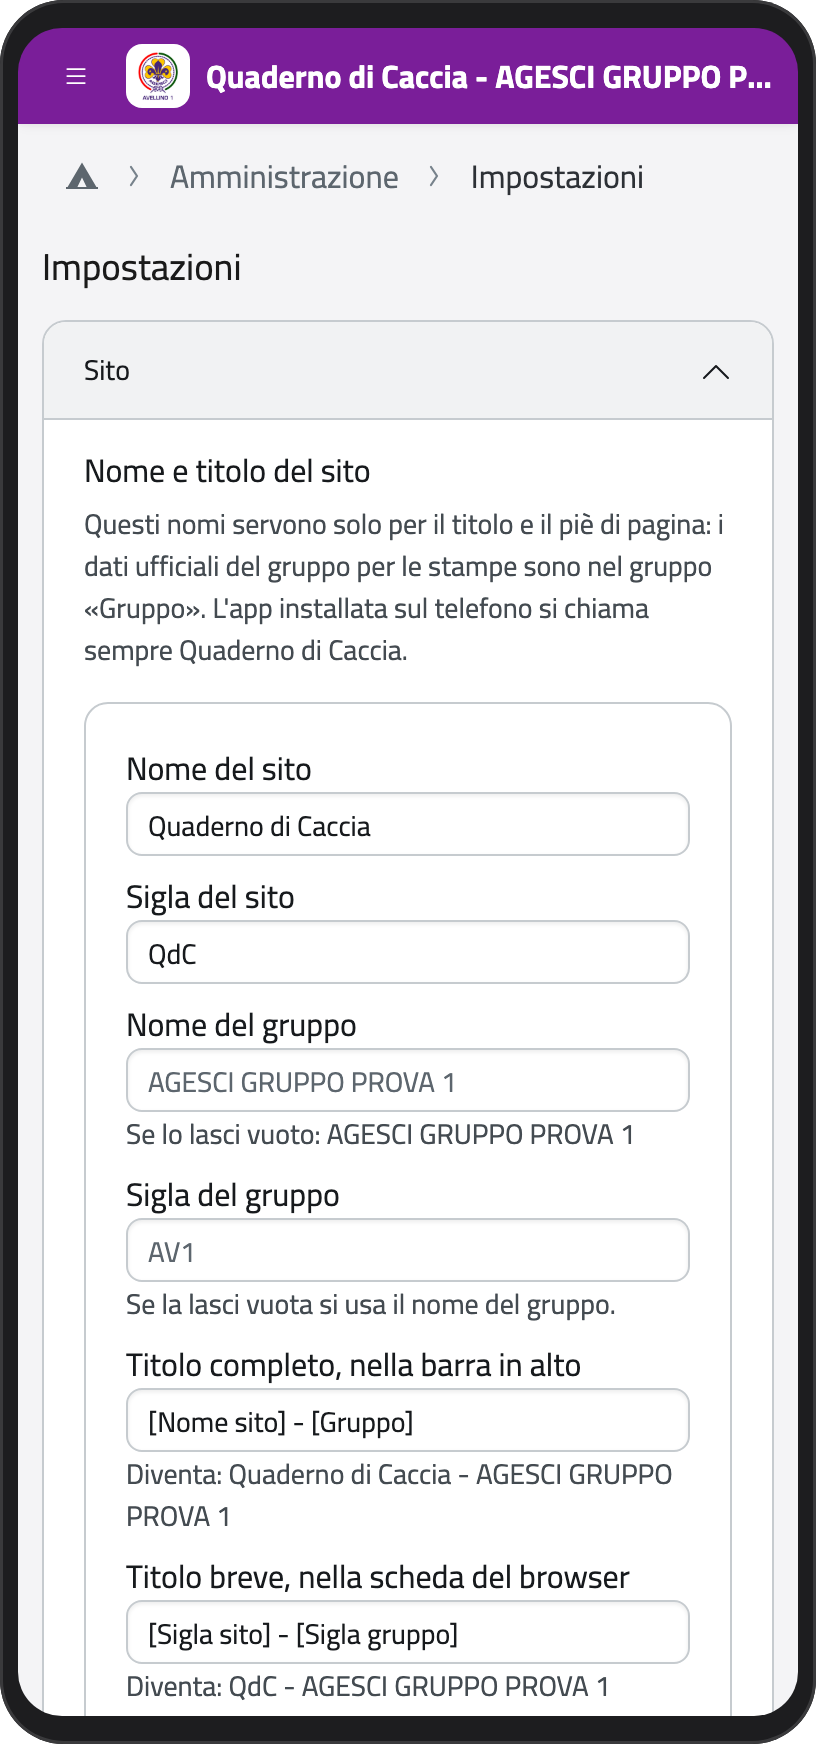 AVELLINO 1
Quaderno di Caccia - AGESCI GRUPPO P...
Amministrazione
Impostazioni
Impostazioni
Sito
Nome e titolo del sito
Questi nomi servono solo per il titolo e il piè di pagina: i
dati ufficiali del gruppo per le stampe sono nel gruppo
«Gruppo». L'app installata sul telefono si chiama
sempre Quaderno di Caccia.
Nome del sito
Quaderno di Caccia
Sigla del sito
QdC
Nome del gruppo
AGESCI GRUPPO PROVA 1
Se lo lasci vuoto: AGESCI GRUPPO PROVA 1
Sigla del gruppo
AV1
Se la lasci vuota si usa il nome del gruppo.
Titolo completo, nella barra in alto
[Nome sito] - [Gruppo]
Diventa: Quaderno di Caccia - AGESCI GRUPPO
PROVA 1
Titolo breve, nella scheda del browser
[Sigla sito] - [Sigla gruppo]
Diventa: QdC - AGESCI GRUPPO PROVA 1